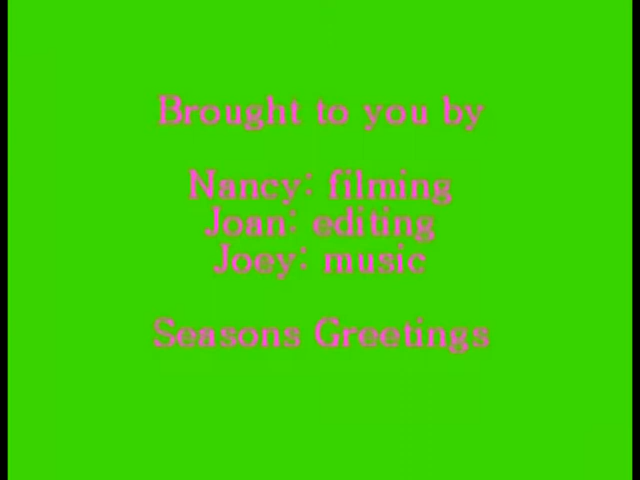 Brought to you by
Nancy: filming
Joan: editing
Joey: music
Seasons Greetings